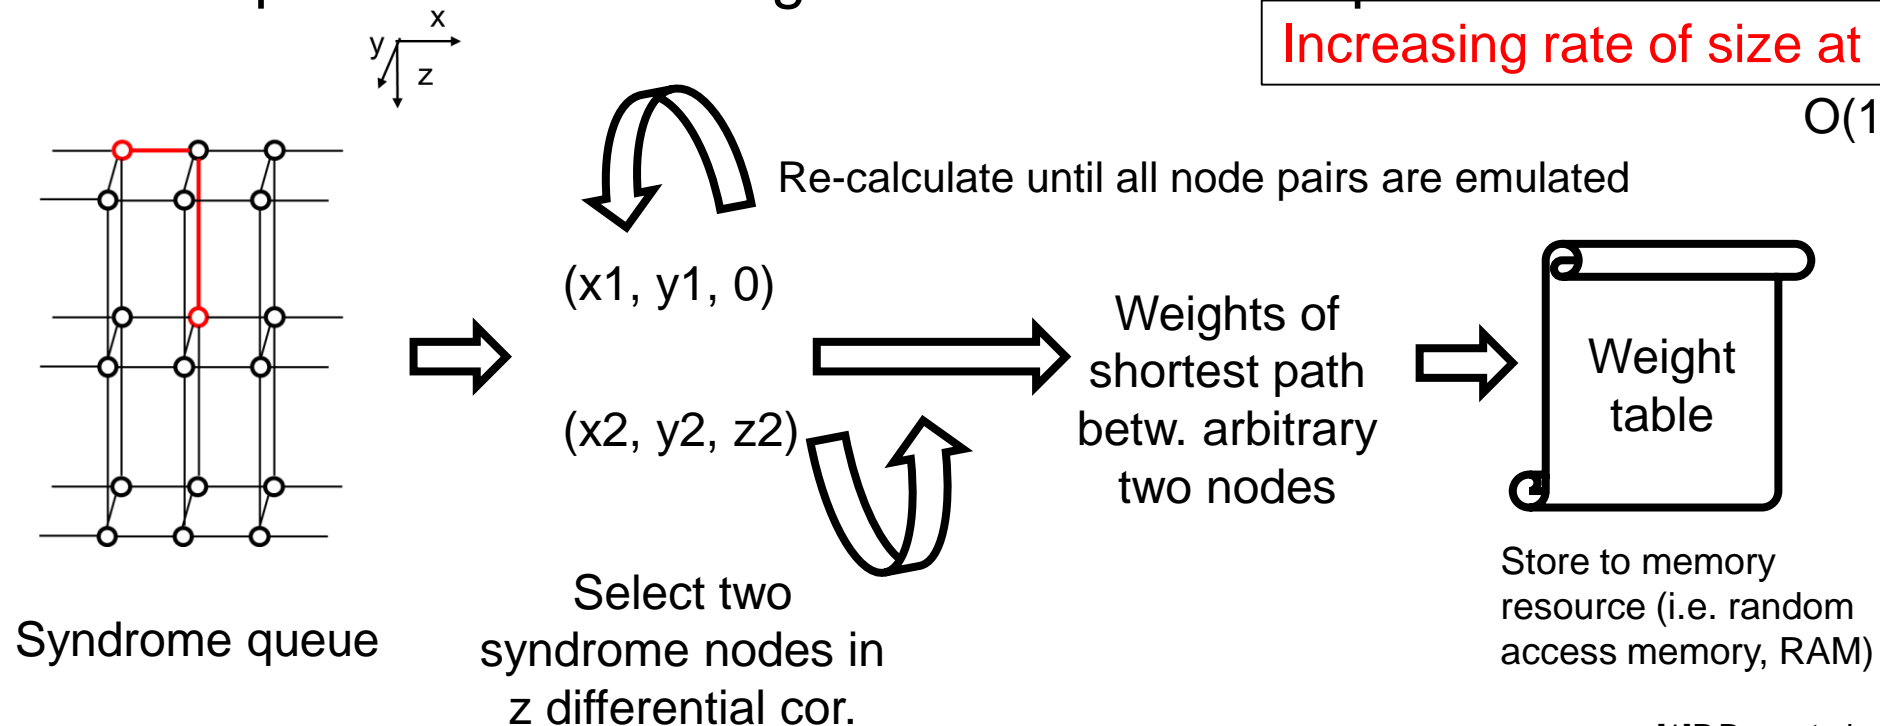 x
y
z
Increasing rate of size at
O(1
Re-calculate until all node pairs are emulated
(x1, y1, 0)
(x2, y2, z2)
Weights of
shortest path
betw. arbitrary
two nodes
Weight
table
Select two
syndrome nodes in
z differential cor.
Syndrome queue
Store to memory
resource (i.e. random
access memory, RAM)